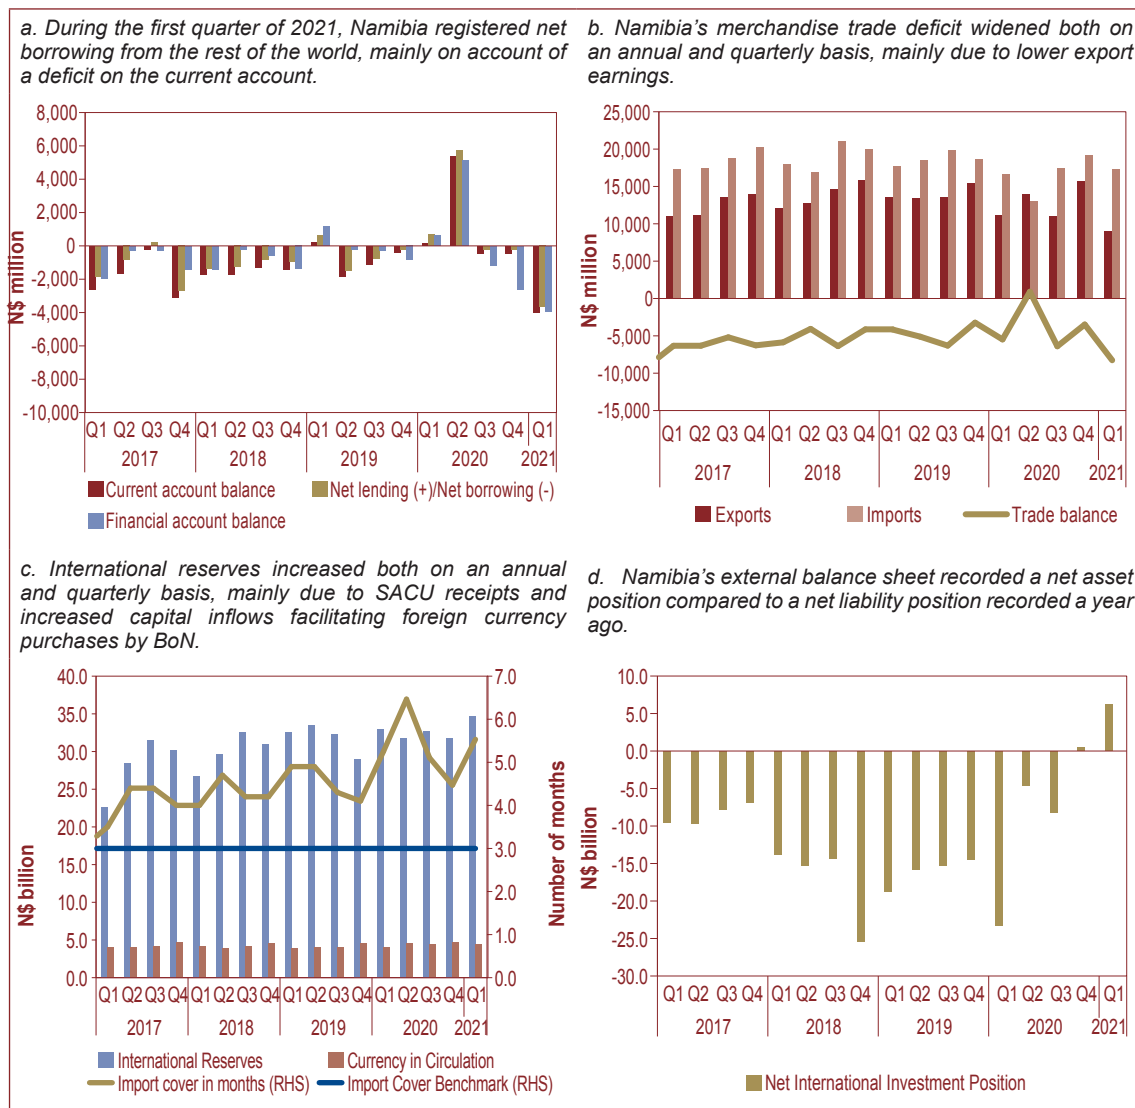 a. During the first quarter of 2021, Namibia registered net
borrowing from the rest of the world, mainly on account of
a deficit on the current account.
8,000
6,000
4,000
2,000
0
-2,000
-4,000
-6,000
-8,000
-10,000
N$ million
Q1 Q2 Q3 Q4 Q1 Q2 Q3 Q4 Q1 Q2 Q3 Q4 Q1 Q2 Q3 Q4 Q1
2017 2018 2019 2020 2021
Current account balance
Net lending (+)/Net borrowing (-)
Financial account balance
b. Namibia's merchandise trade deficit widened both on
an annual and quarterly basis, mainly due to lower export
earnings.
25,000
20,000
15,000
10,000
5,000
0
-5,000
-10,000
-15,000
N$ million
Q1 Q2 Q3 Q4 Q1 Q2 Q3 Q4 Q1 Q2 Q3 Q4 Q1 Q2 Q3 Q4 Q1
2017 2018 2019 2020 2021
Exports
Imports
Trade balance
c. International reserves increased both on an annual
and quarterly basis, mainly due to SACU receipts and
increased capital inflows facilitating foreign currency
purchases by BoN.
40.0
35.0
30.0
25.0
20.0
15.0
10.0
5.0
0.0
N$ billion
7.0
6.0
5.0
4.0
3.0
2.0
1.0
0.0
Number of months
Q1 Q2 Q3 Q4 Q1 Q2 Q3 Q4 Q1 Q2 Q3 Q4 Q1 Q2 Q3 Q4 Q1
2017 2018 2019 2020 2021
International Reserves
Currency in Circulation
Import cover in months (RHS)
Import Cover Benchmark (RHS)
d. Namibia's external balance sheet recorded a net asset
position compared to a net liability position recorded a year
ago.
10.0
5.0
0.0
-5.0
-10.0
-15.0
-20.0
-25.0
-30.0
N$ billion
Q1 Q2 Q3 Q4 Q1 Q2 Q3 Q4 Q1 Q2 Q3 Q4 Q1 Q2 Q3 Q4 Q1
2017 2018 2019 2020 2021
Net International Investment Position